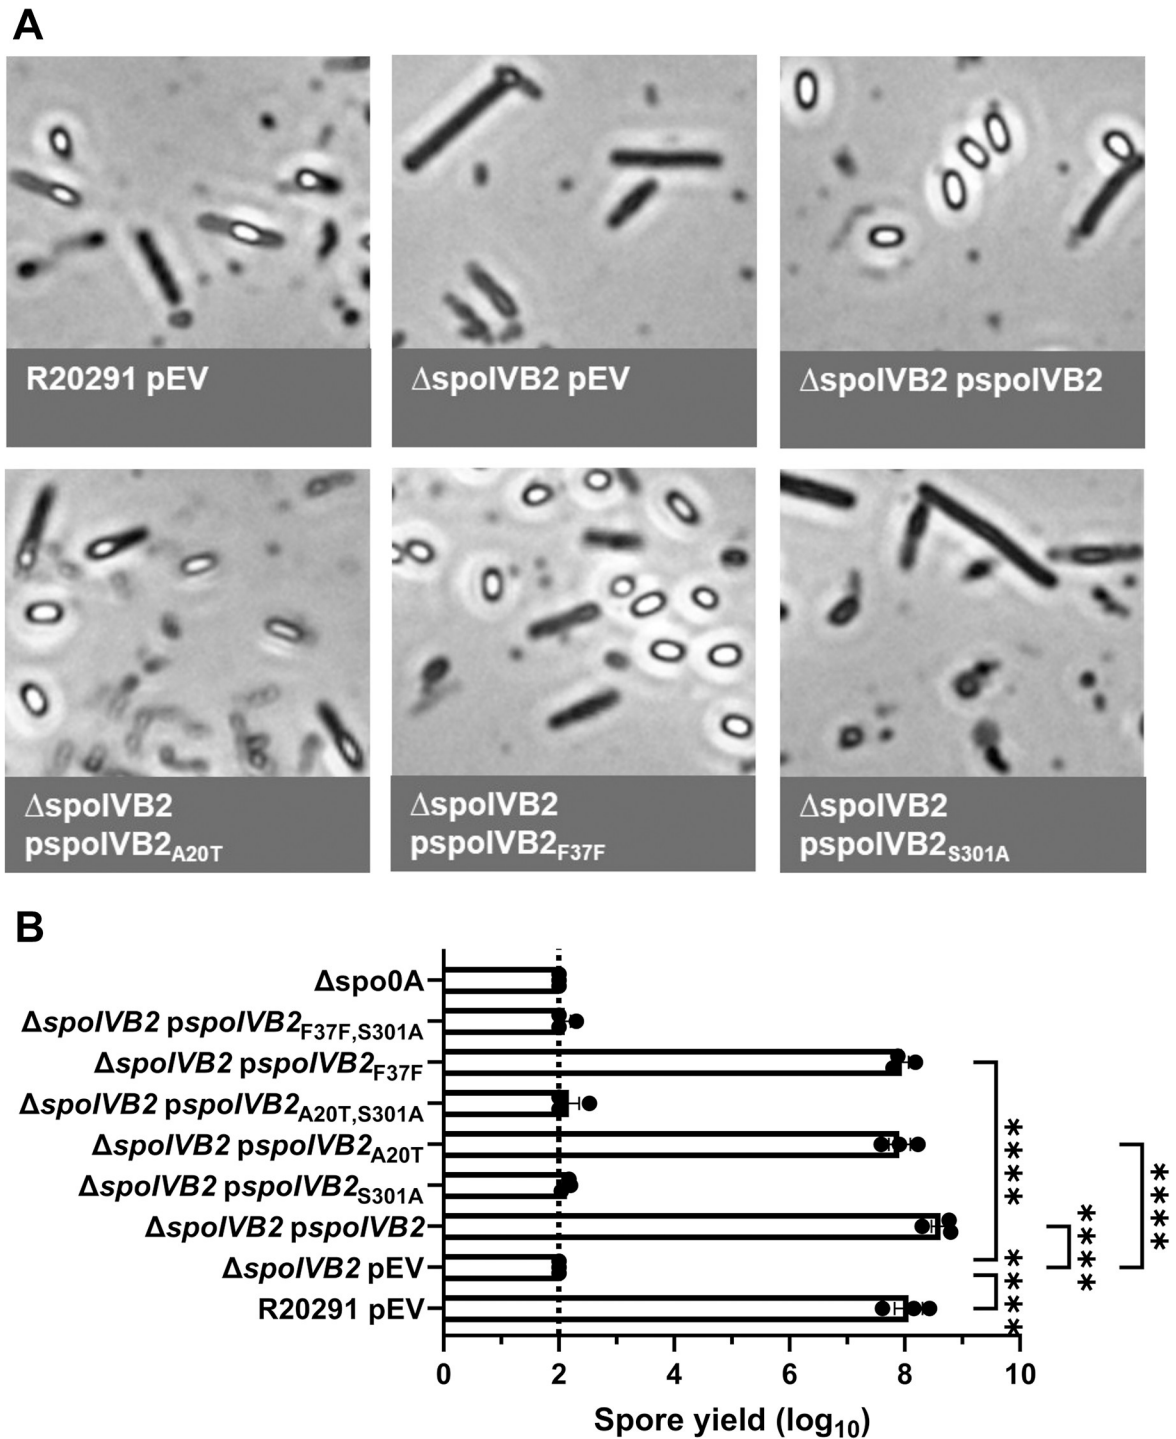 A
R20291 pEV
ΔspoIVB2 pEV
ΔspoIVB2 pspoIVB2
ΔspoIVB2
pspoIVB2A20T
ΔspoIVB2
pspoIVB2F37F
ΔspoIVB2
pspoIVB2S301A
B
Δspo0A
ΔspoIVB2 pspoIVB2F37F,S301A
ΔspoIVB2 pspoIVB2F37F
ΔspoIVB2 pspoIVB2A20T,S301A
ΔspoIVB2 pspoIVB2A20T
ΔspoIVB2 pspoIVB2S301A
ΔspoIVB2 pspoIVB2
ΔspoIVB2 pEV
R20291 pEV
****
****
****
****
0 2 4 6 8 10
Spore yield (log10)